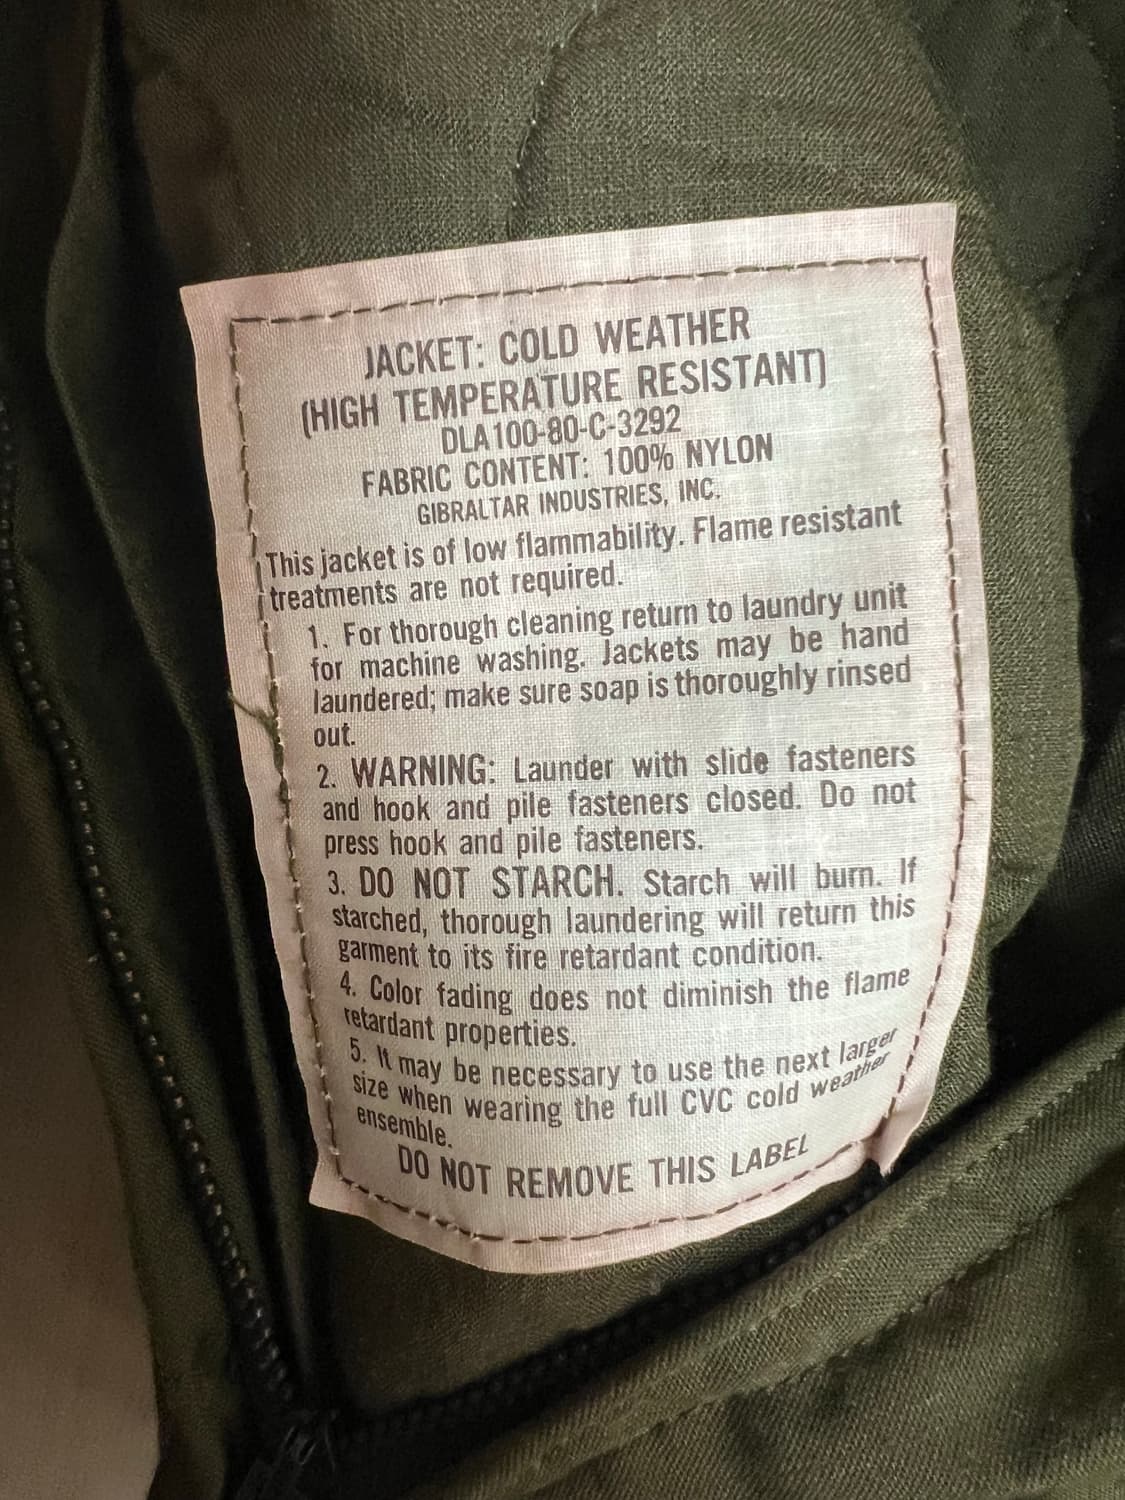 JACKET: COLD WEATHER
(HIGH TEMPERATURE RESISTANT)
DLA100-80-C-3292
FABRIC CONTENT: 100% NYLON
GIBRALTAR INDUSTRIES, INC.
This jacket is of low flammability. Flame resistant
treatments are not required.
1. For thorough cleaning return to laundry unit
for machine washing. Jackets may be hand
laundered; make sure soap is thoroughly rinsed
out.
2. WARNING: Launder with slide fasteners
and hook and pile fasteners closed. Do not
press hook and pile fasteners.
3. DO NOT STARCH. Starch will burn. If
starched, thorough laundering will return this
garment to its fire retardant condition.
4. Color fading does not diminish the flame
retardant properties.
5. It may be necessary to use the next larger
size when wearing the full CVC cold weather
ensemble.
DO NOT REMOVE THIS LABEL